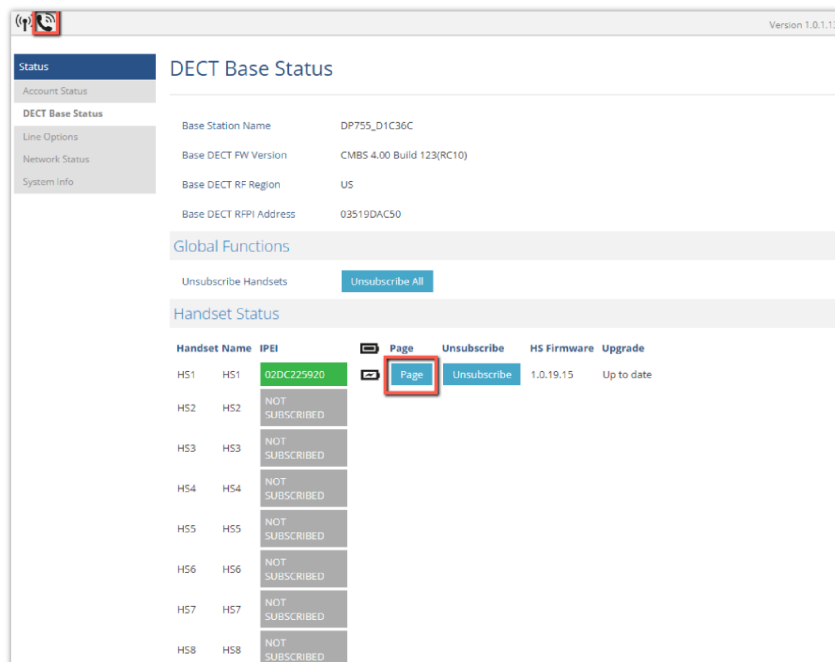 Version 1.0.1.13
Status
Account Status
DECT Base Status
Line Options
Network Status
System Info
DECT Base Status
Base Station Name DP755_D1C36C
Base DECT FW Version CMBS 4.00 Build 123(RC10)
Base DECT RF Region US
Base DECT RFPI Address 03519DAC50
Global Functions
Unsubscribe Handsets Unsubscribe All
Handset Status
Handset Name IPEI Page Unsubscribe HS Firmware Upgrade
HS1 HS1 02DC225920 Page Unsubscribe 1.0.19.15 Up to date
HS2 HS2 NOT
SUBSCRIBED
HS3 HS3 NOT
SUBSCRIBED
HS4 HS4 NOT
SUBSCRIBED
HS5 HS5 NOT
SUBSCRIBED
HS6 HS6 NOT
SUBSCRIBED
HS7 HS7 NOT
SUBSCRIBED
HS8 HS8 NOT
SUBSCRIBED